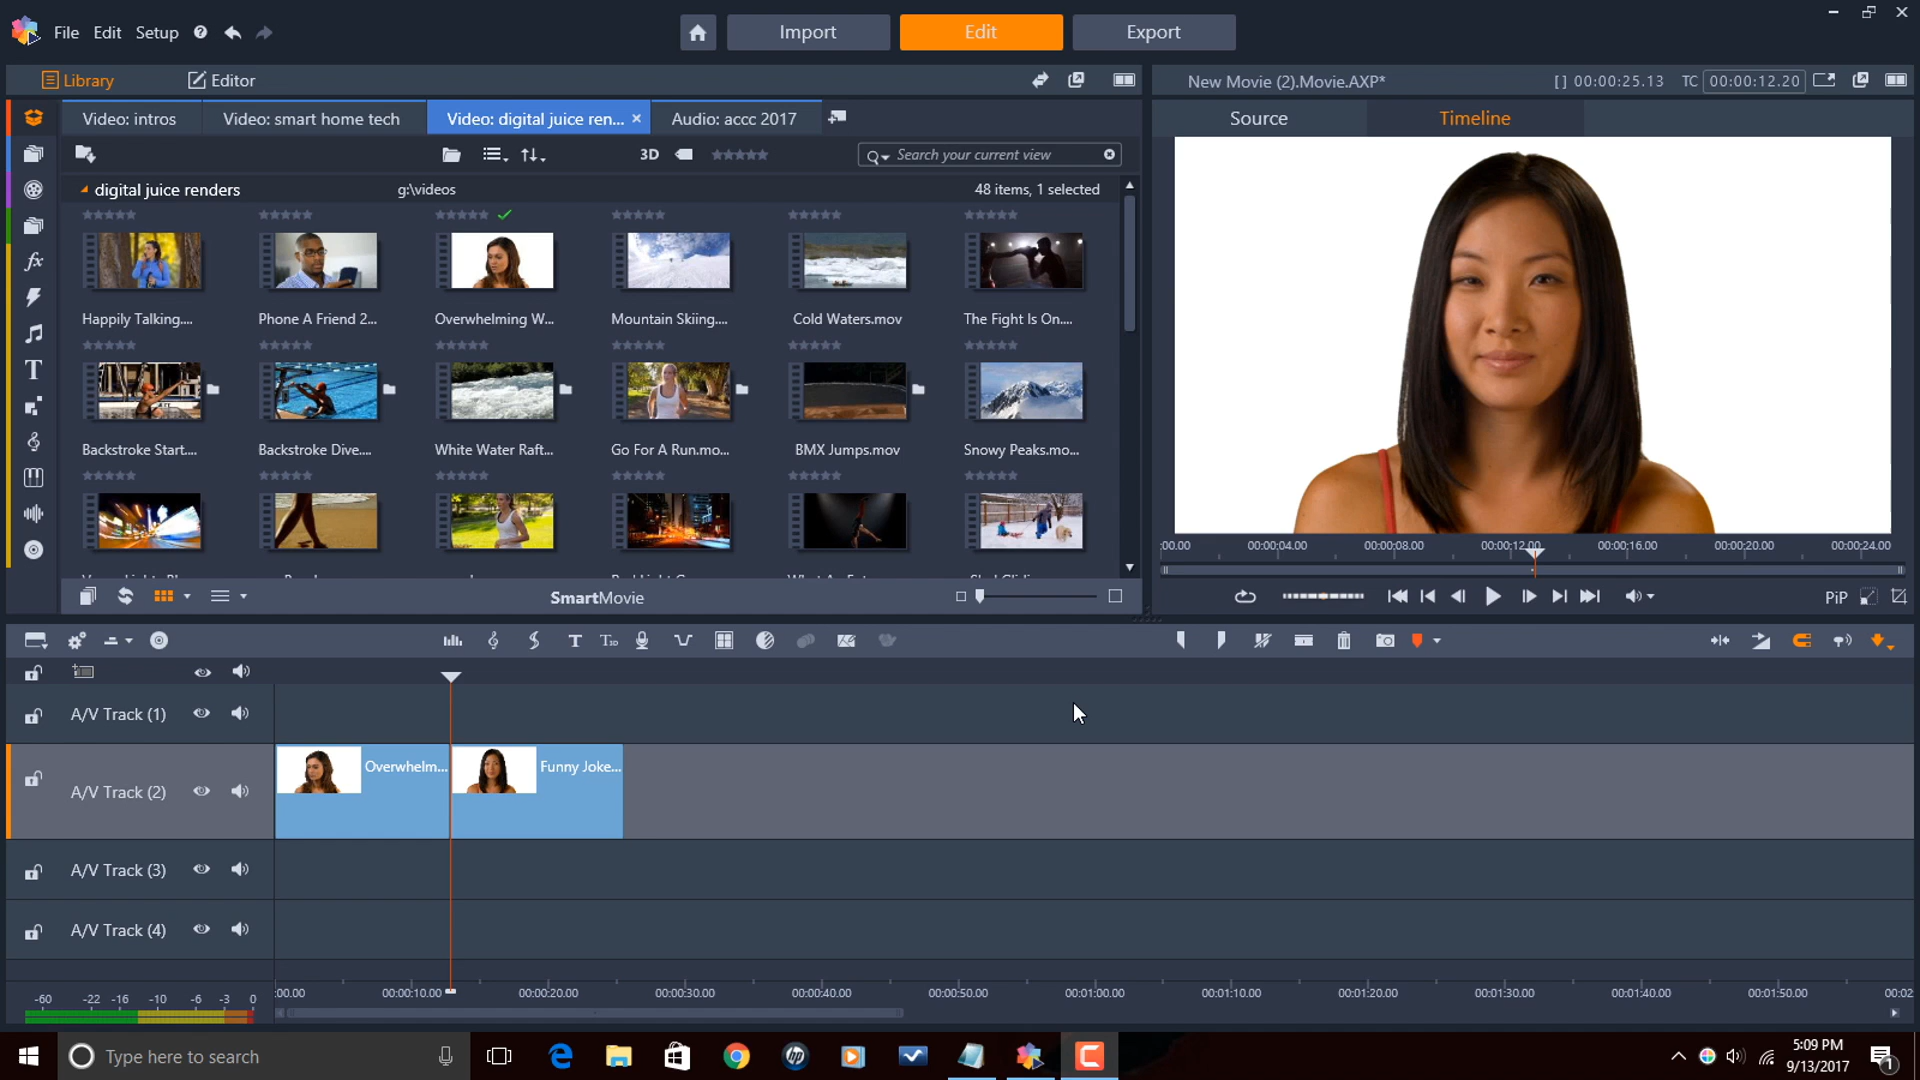 File Edit Setup
Import Edit Export
Library Editor
New Movie (2).Movie.AXP* [ ] 00:00:25.13 TC 00:00:12.20
Video: intros Video: smart home tech Video: digital juice ren... Audio: accc 2017
Source Timeline
3D Search your current view
digital juice renders g:\videos 48 items, 1 selected
Happily Talking.... Phone A Friend 2... Overwhelming W... Mountain Skiing.... Cold Waters.mov The Fight Is On....
Backstroke Start.... Backstroke Dive.... White Water Raft... Go For A Run.mo... BMX Jumps.mov Snowy Peaks.mo...
:00.00 00:00:04.00 00:00:08.00 00:00:12.00 00:00:16.00 00:00:20.00 00:00:24.00
SmartMovie
PiP
A/V Track (1)
Overwhelm... Funny Joke...
A/V Track (2)
A/V Track (3)
A/V Track (4)
-60 -22 -16 -10 -6 -3 0
:00.00 00:00:10.00 00:00:20.00 00:00:30.00 00:00:40.00 00:00:50.00 00:01:00.00 00:01:10.00 00:01:20.00 00:01:30.00 00:01:40.00 00:01:50.00 00:02
Type here to search
5:09 PM
9/13/2017
1